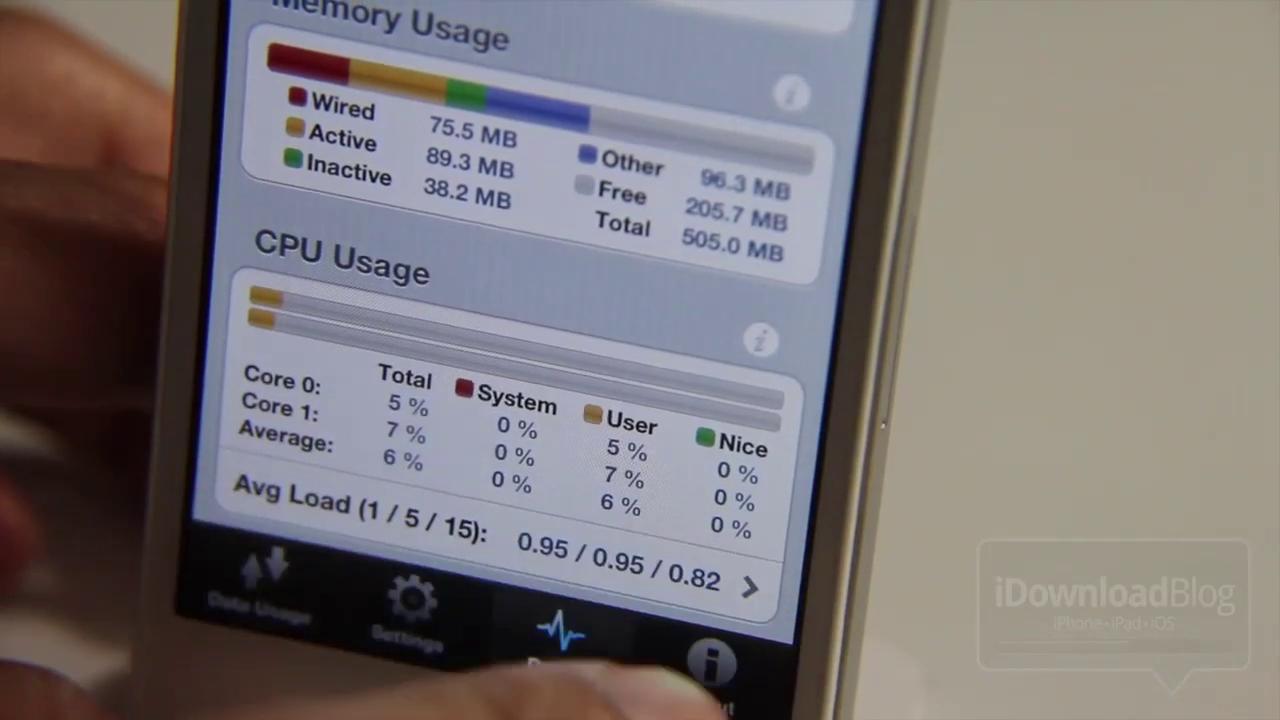 Memory Usage
Wired 75.5 MB
Active 89.3 MB
Inactive 38.2 MB
Other 96.3 MB
Free 205.7 MB
Total 505.0 MB
CPU Usage
Total System User Nice
Core 0: 5 % 0 % 5 % 0 %
Core 1: 7 % 0 % 7 % 0 %
Average: 6 % 0 % 6 % 0 %
Avg Load (1 / 5 / 15): 0.95 / 0.95 / 0.82
Data Usage
Settings
iDownloadBlog
iPhone • iPad • iOS